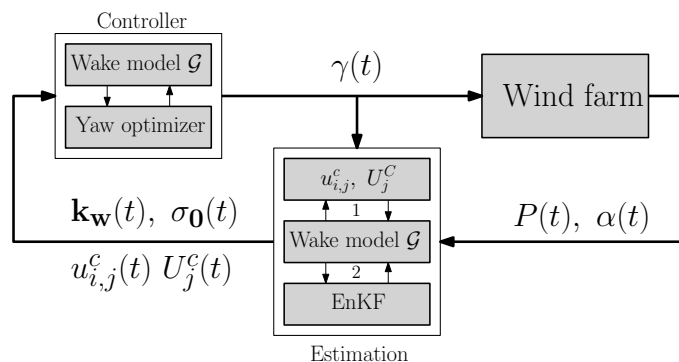 Controller
Wake model 𝒢
Yaw optimizer
γ(t)
Wind farm
u^c_{i,j}, U^C_j
1
Wake model 𝒢
2
EnKF
Estimation
k_w(t), σ_0(t)
u^c_{i,j}(t) U^c_j(t)
P(t), α(t)